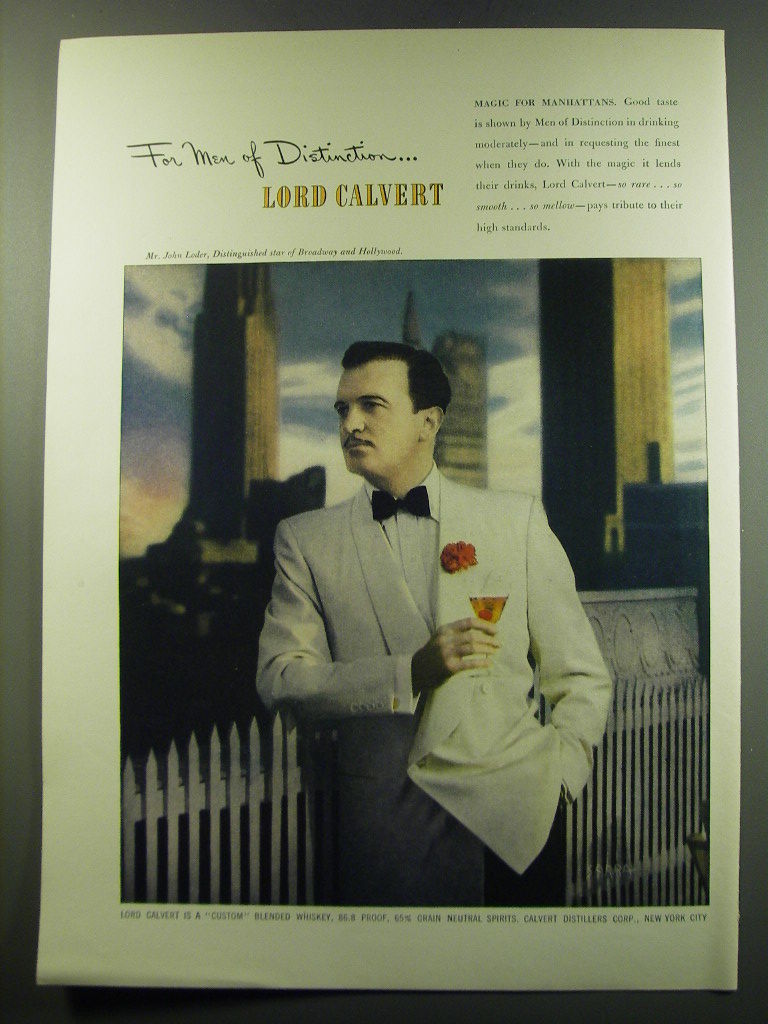 For Men of Distinction...
LORD CALVERT
MAGIC FOR MANHATTANS. Good taste
is shown by Men of Distinction in drinking
moderately—and in requesting the finest
when they do. With the magic it lends
their drinks, Lord Calvert—so rare . . . so
smooth . . . so mellow—pays tribute to their
high standards.
Mr. John Loder, Distinguished star of Broadway and Hollywood.
LORD CALVERT IS A "CUSTOM" BLENDED WHISKEY, 86.8 PROOF, 65% GRAIN NEUTRAL SPIRITS. CALVERT DISTILLERS CORP., NEW YORK CITY